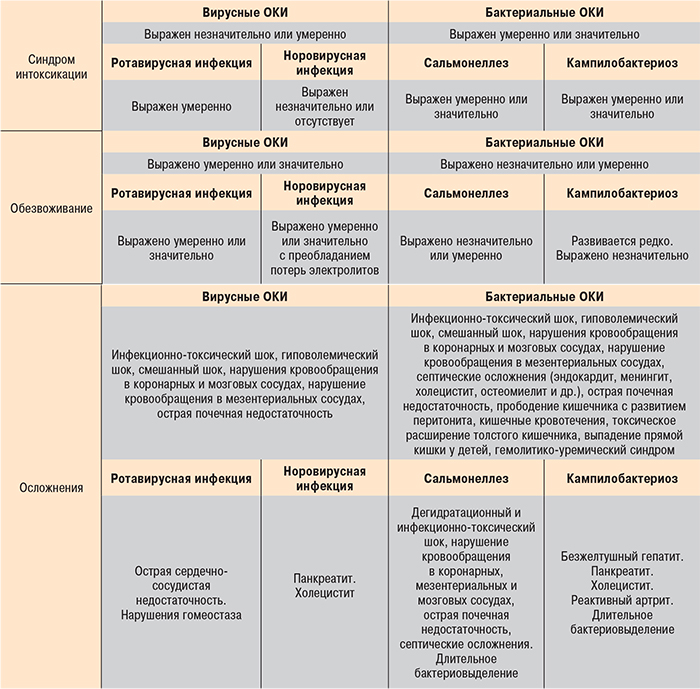 Синдром
интоксикации
Вирусные ОКИ
Бактериальные ОКИ
Выражен незначительно или умеренно
Выражен умеренно или значительно
Ротавирусная инфекция
Норовирусная
инфекция
Сальмонеллез
Кампилобактериоз
Выражен умеренно
Выражен
незначительно или
отсутствует
Выражен умеренно или
значительно
Выражен умеренно или
значительно
Обезвоживание
Вирусные ОКИ
Бактериальные ОКИ
Выражено умеренно или значительно
Выражено незначительно или умеренно
Ротавирусная инфекция
Норовирусная
инфекция
Сальмонеллез
Кампилобактериоз
Выражено умеренно или
значительно
Выражено умеренно
или значительно
с преобладанием
потерь электролитов
Выражено незначительно
или умеренно
Развивается редко.
Выражено незначительно
Осложнения
Вирусные ОКИ
Бактериальные ОКИ
Инфекционно-токсический шок, гиповолемический
шок, смешанный шок, нарушения кровообращения
в коронарных и мозговых сосудах, нарушение
кровообращения в мезентериальных сосудах,
острая почечная недостаточность
Инфекционно-токсический шок, гиповолемический
шок, смешанный шок, нарушения кровообращения
в коронарных и мозговых сосудах, нарушение
кровообращения в мезентериальных сосудах,
септические осложнения (эндокардит, менингит,
холецистит, остеомиелит и др.), острая почечная
недостаточность, прободение кишечника с развитием
перитонита, кишечные кровотечения, токсическое
расширение толстого кишечника, выпадение прямой
кишки у детей, гемолитико-уремический синдром
Ротавирусная инфекция
Норовирусная
инфекция
Сальмонеллез
Кампилобактериоз
Острая сердечно-
сосудистая
недостаточность.
Нарушения гомеостаза
Панкреатит.
Холецистит
Дегидратационный и
инфекционно-токсический
шок, нарушение
кровообращения
в коронарных,
мезентериальных и
мозговых сосудах,
острая почечная
недостаточность,
септические осложнения.
Длительное
бактериовыделение
Безжелтушный гепатит.
Панкреатит.
Холецистит.
Реактивный артрит.
Длительное
бактериовыделение